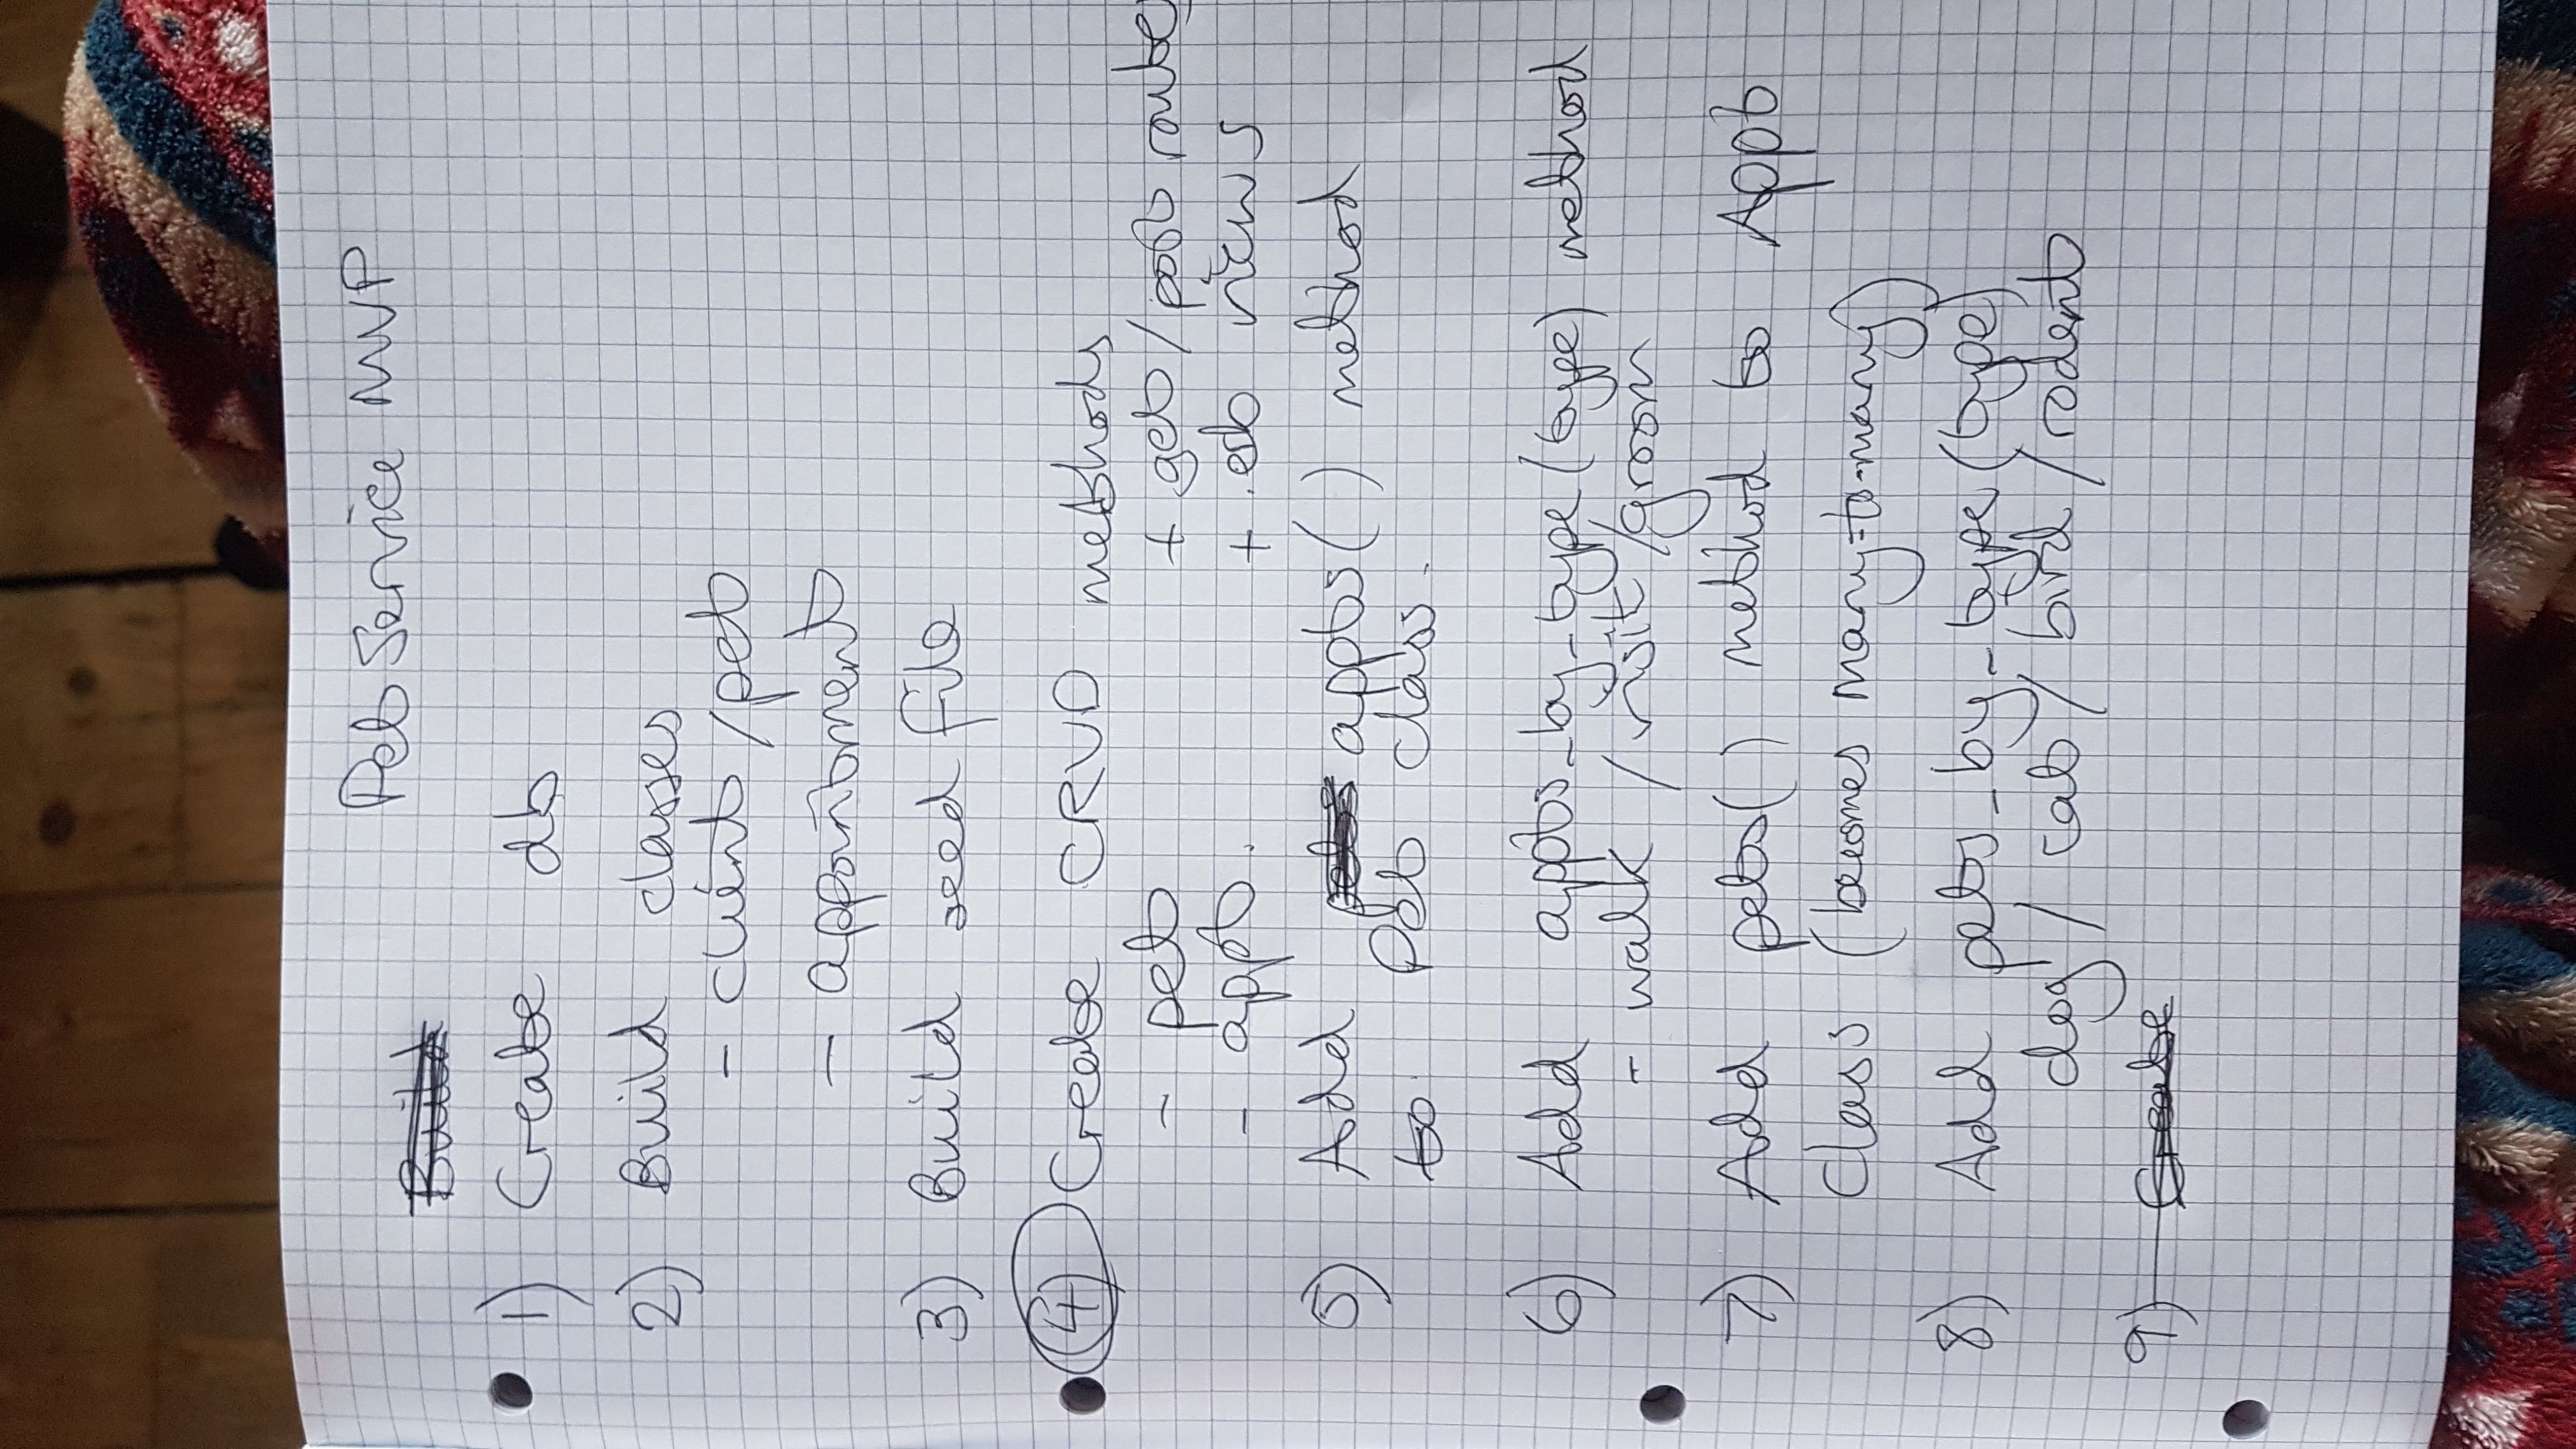 Pet Service MVP
Build
1) Create db
2) Build classes
- client/pet
- appointment
3) Build seed file
4) Create CRUD methods
- pet + get/post routes
- appt. + .erb views
5) Add pets appts() method
to Pet class.
6) Add appts_by_type(type) method
- walk / visit /groom
7) Add pets() method to Appt
Class (becomes many-to-many)
8) Add pets_by_type(type)
dog / cat / bird / rodent
9) Create